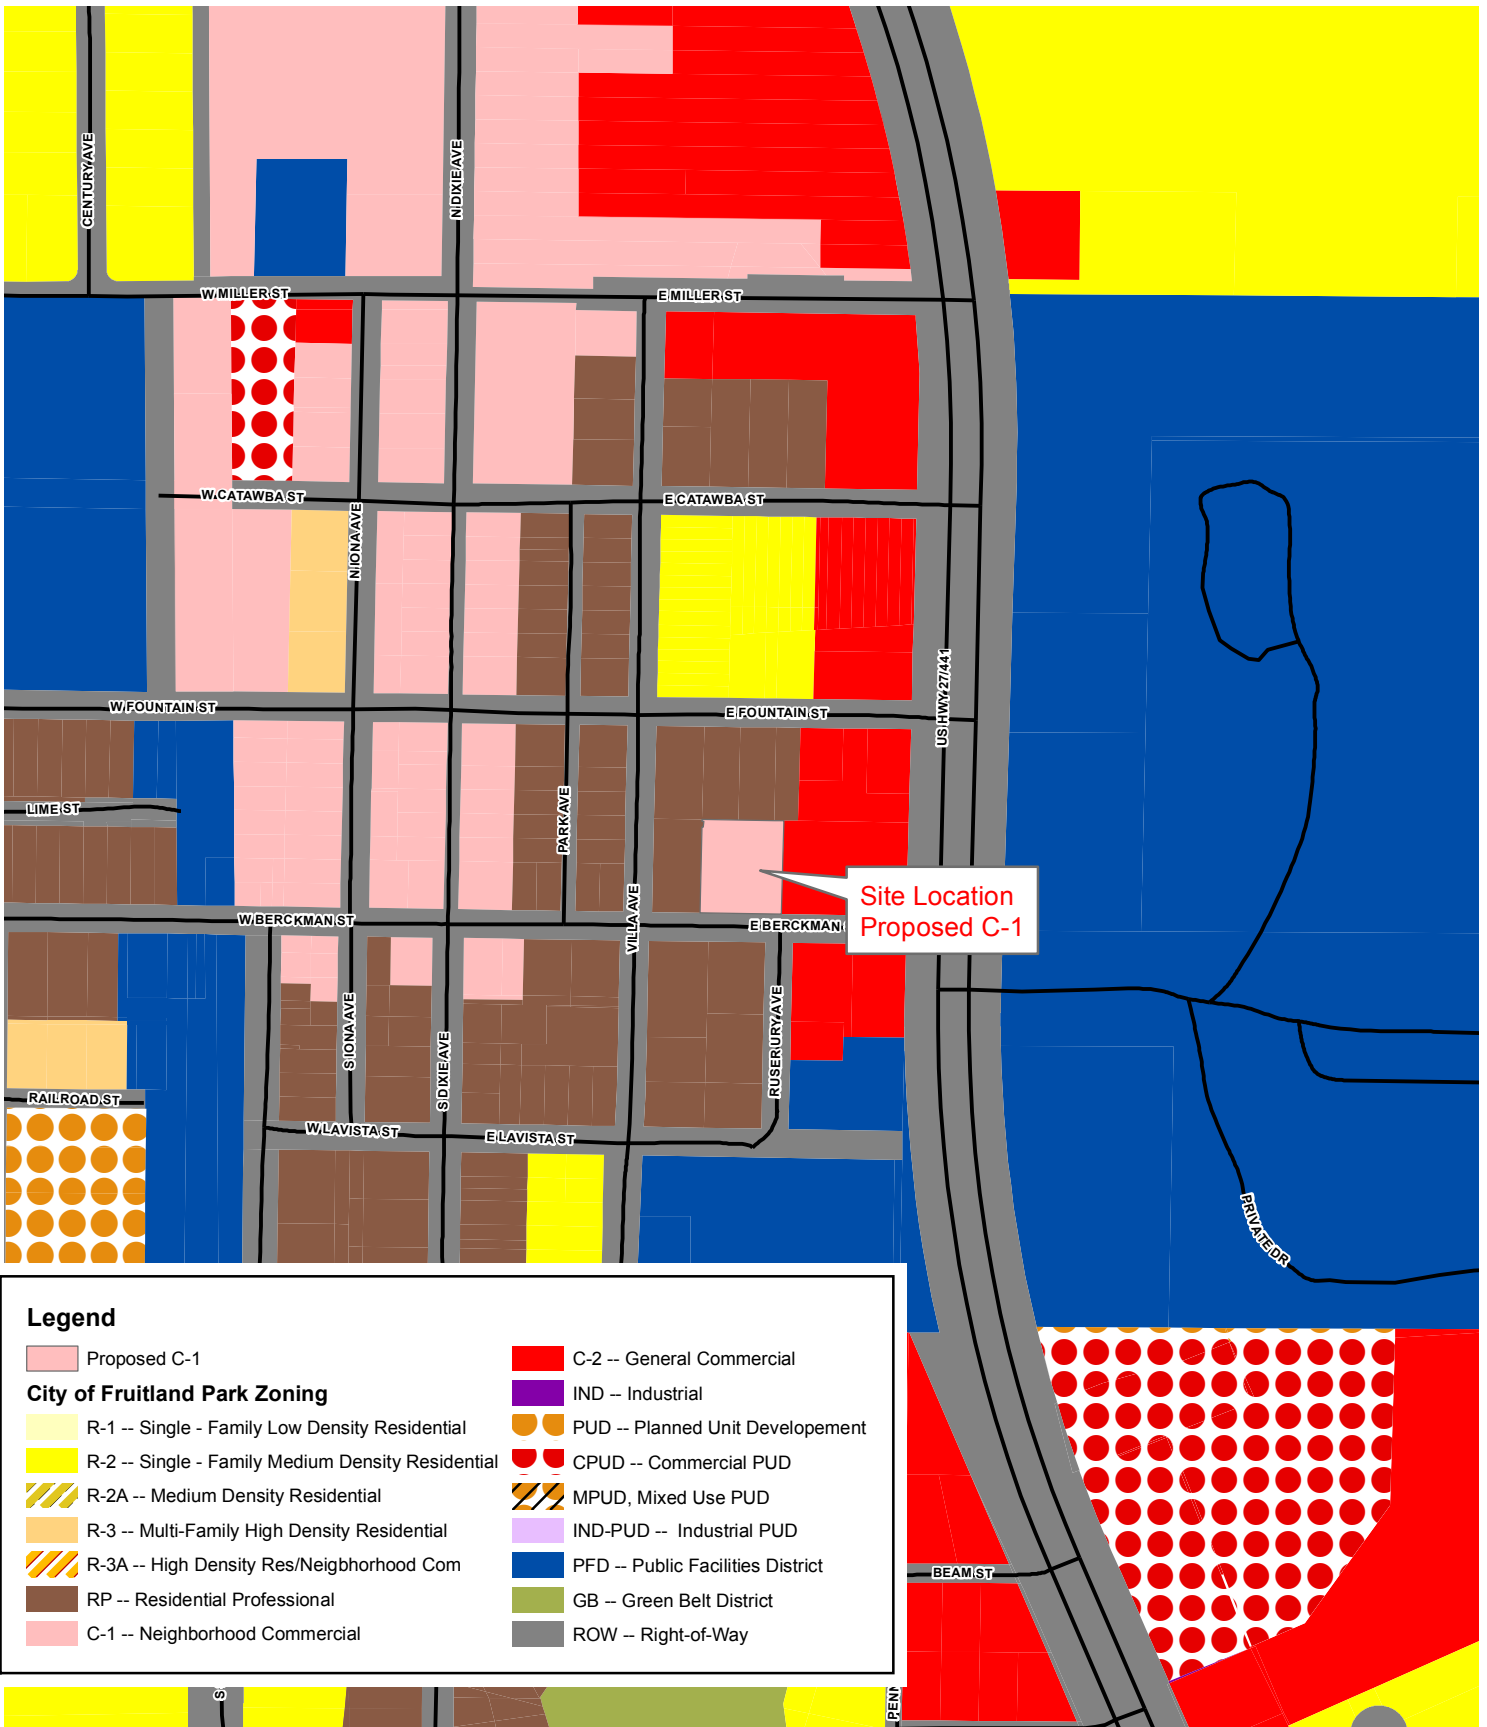 CENTURY AVE
N DIXIE AVE
W MILLER ST
E MILLER ST
W CATAWBA ST
E CATAWBA ST
N IONA AVE
US HWY 27/441
W FOUNTAIN ST
E FOUNTAIN ST
LIME ST
PARK AVE
VILLA AVE
Site Location
Proposed C-1
W BERCKMAN ST
E BERCKMAN
S IONA AVE
S DIXIE AVE
RUSERURY AVE
RAILROAD ST
W LAVISTA ST
E LAVISTA ST
PRIVATE DR
Legend
Proposed C-1
City of Fruitland Park Zoning
R-1 -- Single - Family Low Density Residential
R-2 -- Single - Family Medium Density Residential
R-2A -- Medium Density Residential
R-3 -- Multi-Family High Density Residential
R-3A -- High Density Res/Neigbhorhood Com
RP -- Residential Professional
C-1 -- Neighborhood Commercial
C-2 -- General Commercial
IND -- Industrial
PUD -- Planned Unit Developement
CPUD -- Commercial PUD
MPUD, Mixed Use PUD
IND-PUD -- Industrial PUD
PFD -- Public Facilities District
GB -- Green Belt District
ROW -- Right-of-Way
BEAM ST
S
PENN